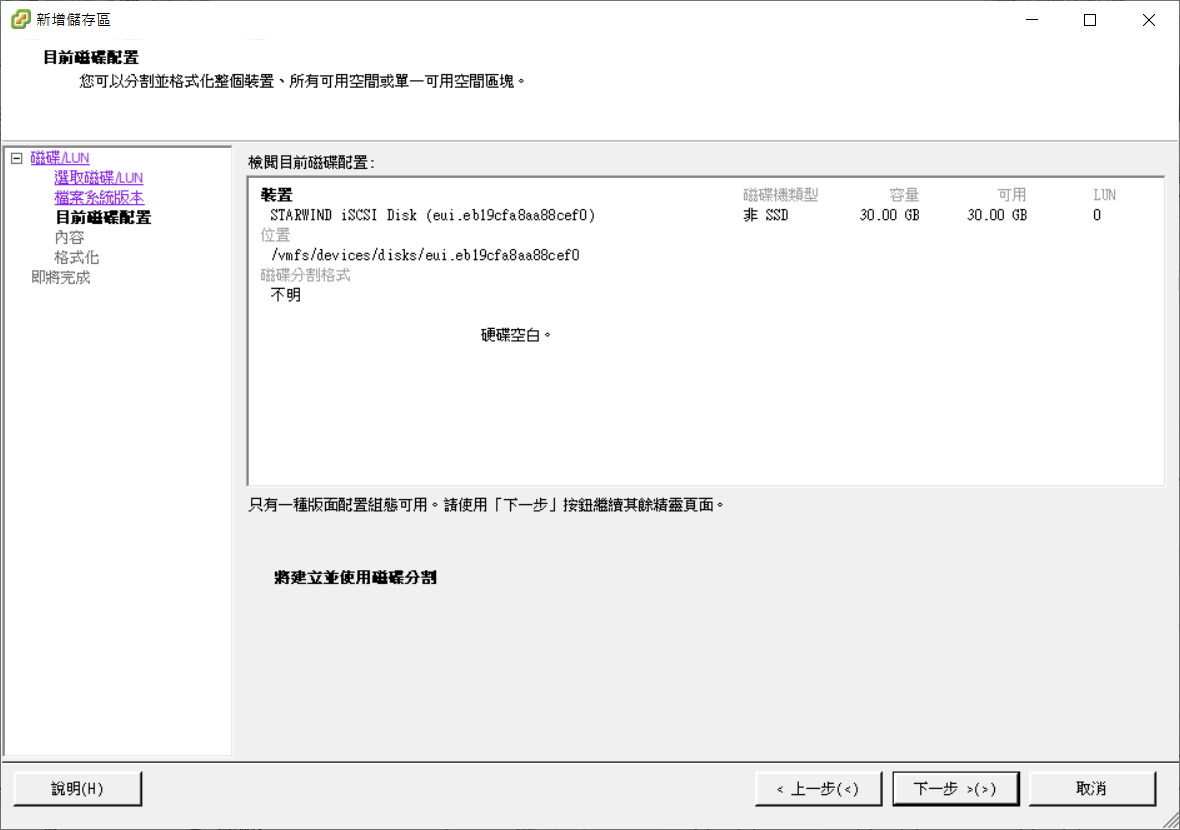 新增儲存區
目前磁碟配置
您可以分割並格式化整個裝置、所有可用空間或單一可用空間區塊。
磁碟/LUN
選取磁碟/LUN
檔案系統版本
目前磁碟配置
內容
格式化
即將完成
檢閱目前磁碟配置:
裝置 磁碟機類型 容量 可用 LUN
STARWIND iSCSI Disk (eui.eb19cfa8aa88cef0) 非 SSD 30.00 GB 30.00 GB 0
位置
/vmfs/devices/disks/eui.eb19cfa8aa88cef0
磁碟分割格式
不明
硬碟空白。
只有一種版面配置組態可用。請使用「下一步」按鈕繼續其餘精靈頁面。
將建立並使用磁碟分割
說明(H) < 上一步(<) 下一步 >(>) 取消